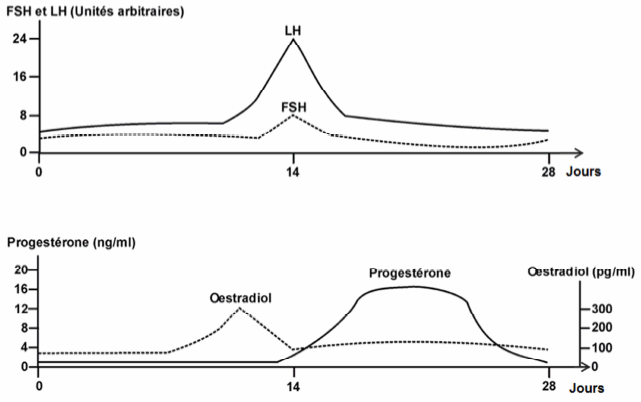 FSH et LH (Unités arbitraires)
24
LH
16
FSH
8
0
0
14
28
Jours
Progestérone (ng/ml)
20
Progestérone
Œstradiol (pg/ml)
16
Œstradiol
12
300
8
200
4
100
0
0
0
14
28
Jours